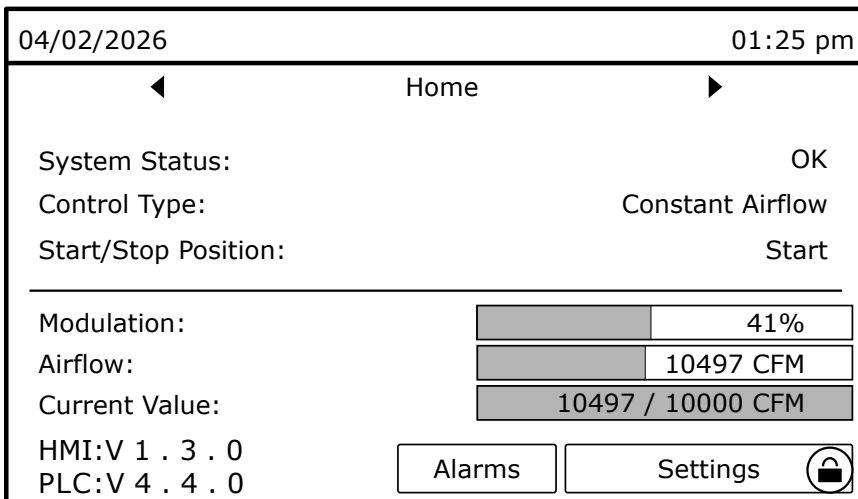 04/02/2026 01:25 pm
Home
System Status: OK
Control Type: Constant Airflow
Start/Stop Position: Start
Modulation: 41%
Airflow: 10497 CFM
Current Value: 10497 / 10000 CFM
HMI:V 1 . 3 . 0
PLC:V 4 . 4 . 0
Alarms Settings